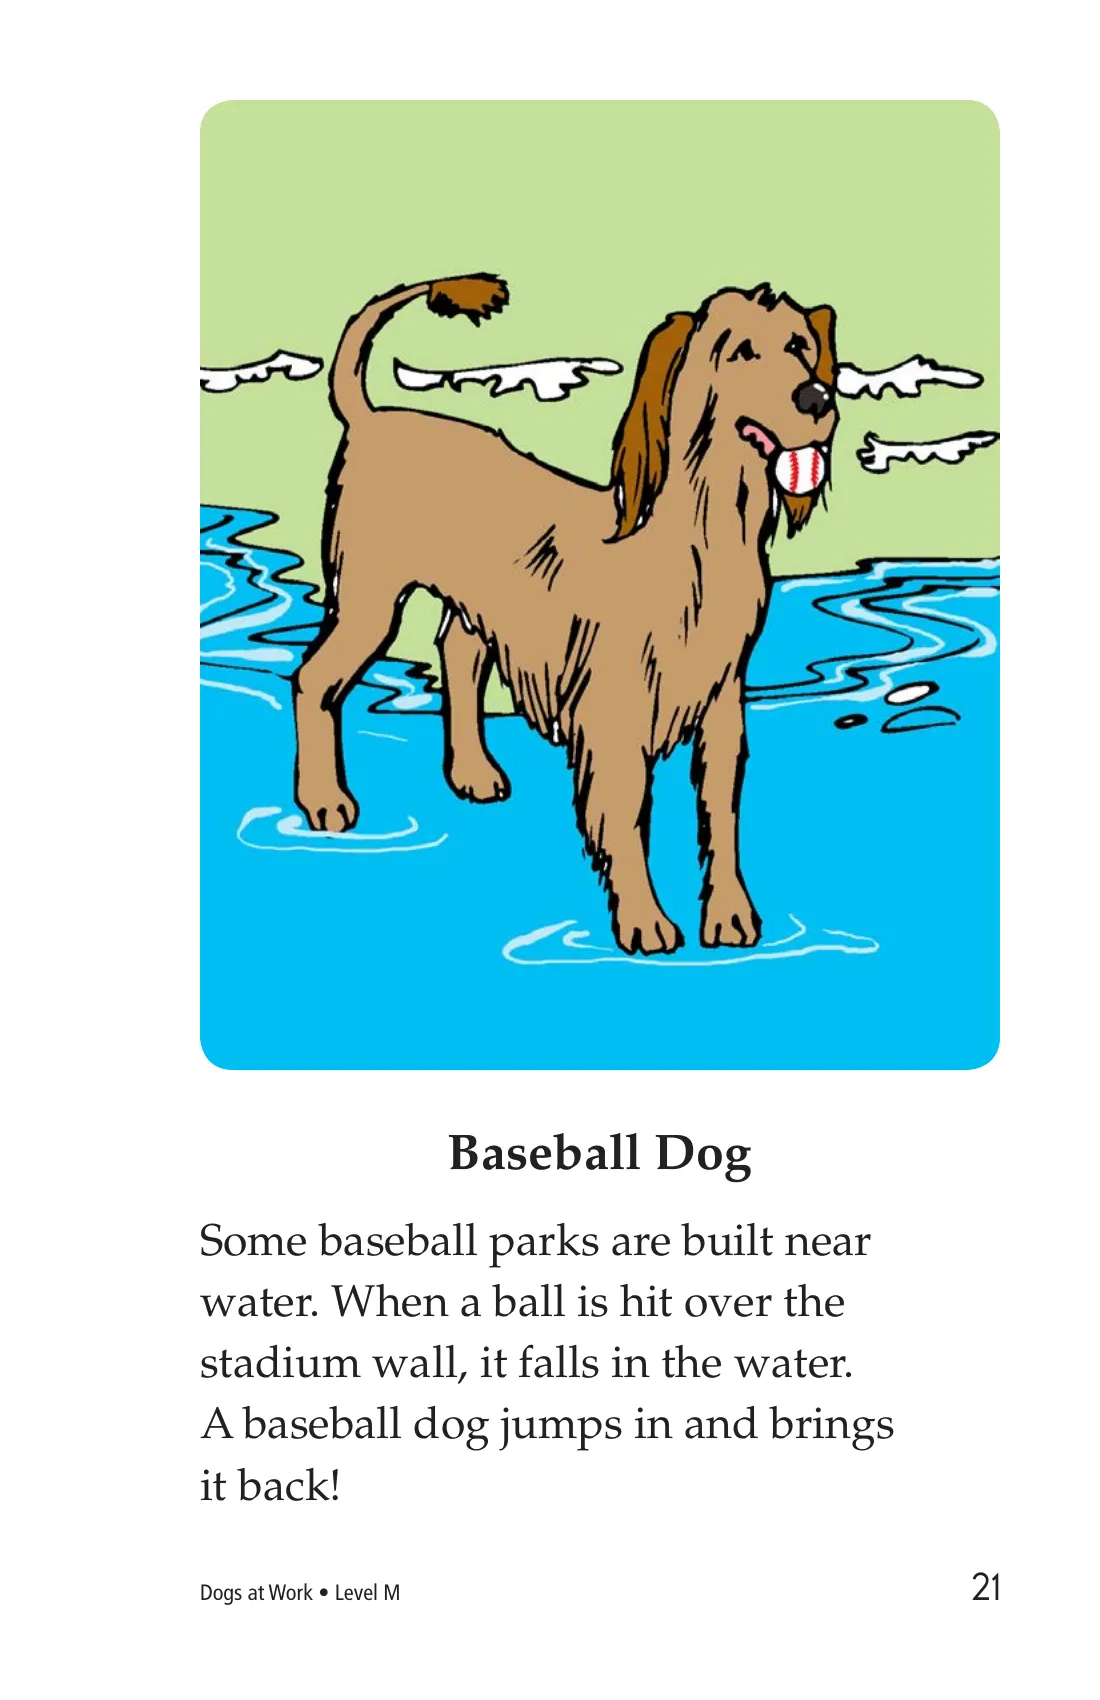 Baseball Dog
Some baseball parks are built near
water. When a ball is hit over the
stadium wall, it falls in the water.
A baseball dog jumps in and brings
it back!
Dogs at Work • Level M
21